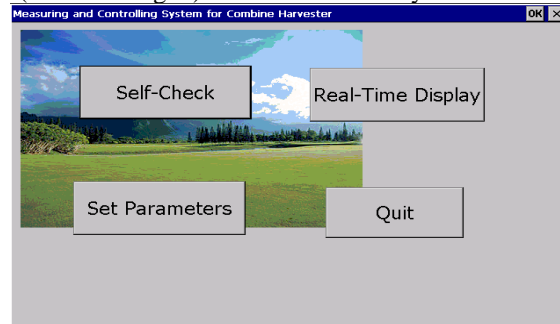 Measuring and Controlling System for Combine Harvester OK ×
Self-Check
Real-Time Display
Set Parameters
Quit